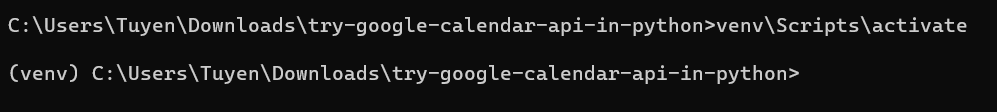 C:\Users\Tuyen\Downloads\try-google-calendar-api-in-python>venv\Scripts\activate
(venv) C:\Users\Tuyen\Downloads\try-google-calendar-api-in-python>